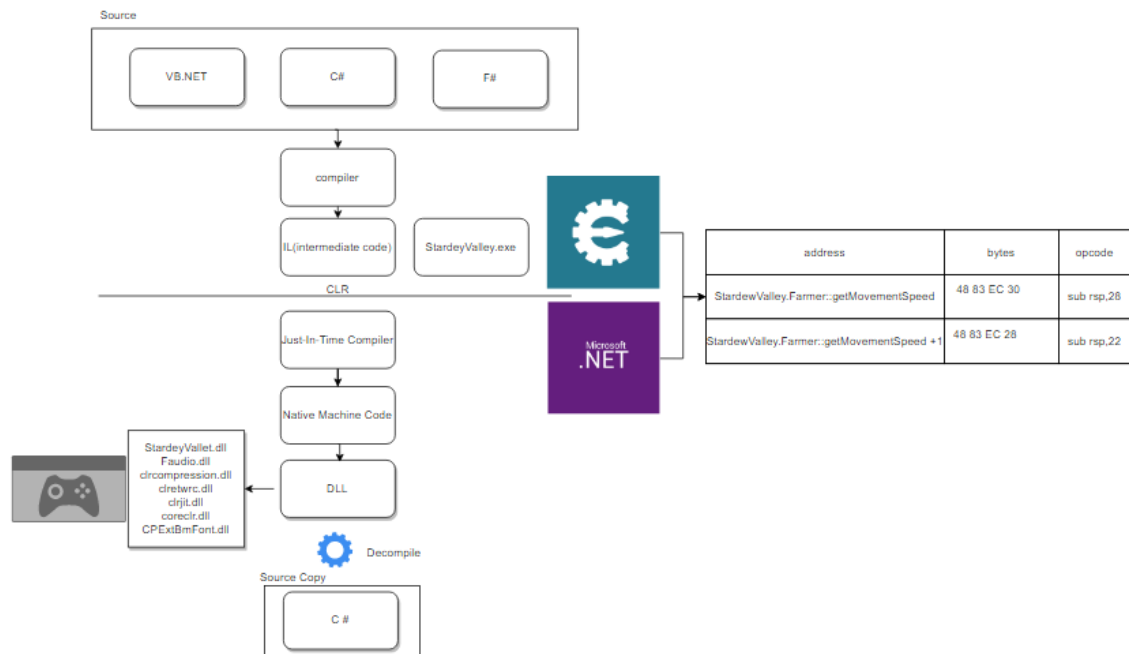 Source
VB.NET
C#
F#
compiler
IL(intermediate code)
StardeyValley.exe
CLR
Just-In-Time Compiler
Native Machine Code
DLL
StardeyVallet.dll
Faudio.dll
clrcompression.dll
clretwrc.dll
clrjit.dll
coreclr.dll
CPExtBmFont.dll
Decompile
Source Copy
C #
Microsoft
.NET
address bytes opcode
StardewValley.Farmer::getMovementSpeed 48 83 EC 30 sub rsp,28
StardewValley.Farmer::getMovementSpeed +1 48 83 EC 28 sub rsp,22